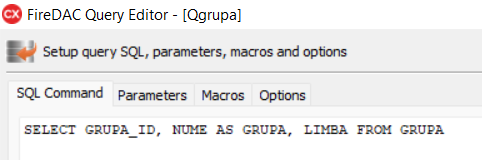 CX FireDAC Query Editor - [Qgrupa]
Setup query SQL, parameters, macros and options
SQL Command Parameters Macros Options
SELECT GRUPA_ID, NUME AS GRUPA, LIMBA FROM GRUPA